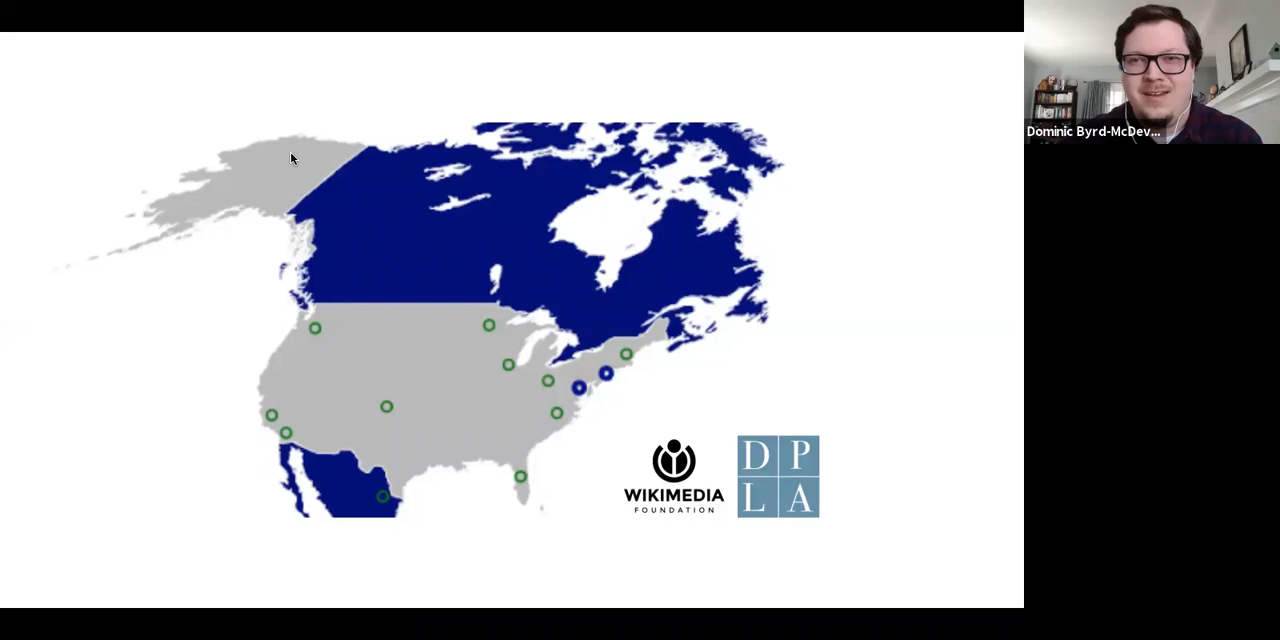 Dominic Byrd-McDev...
WIKIMEDIA
FOUNDATION
D P
L A